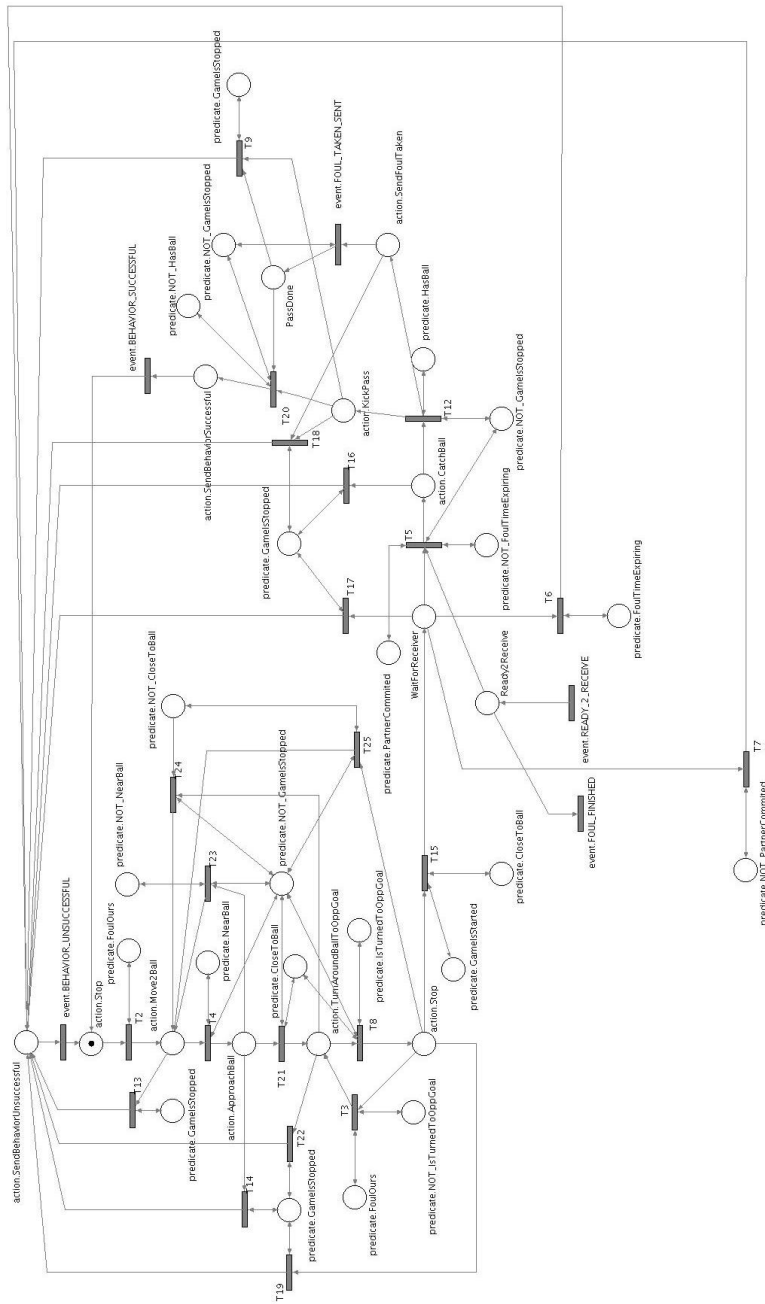 predicate.GameIsStopped
T9
event.FOUL_TAKEN_SENT
predicate.NOT_GameIsStopped
action.SendFoulTaken
predicate.NOT_HasBall
PassDone
event.BEHAVIOR_SUCCESSFUL
predicate.HasBall
T20
action.KickPass
action.SendBehaviorSuccessful
T18
T12
predicate.NOT_GameIsStopped
T16
action.CatchBall
predicate.GameIsStopped
T5
predicate.NOT_FoulTimeExpiring
T17
T6
predicate.FoulTimeExpiring
WaitForReceiver
predicate.PartnerCommited
Ready2Receive
event.READY_2_RECEIVE
predicate.NOT_CloseToBall
T25
T24
T7
event.FOUL_FINISHED
predicate.NOT_GameIsStopped
predicate.NOT_NearBall
T23
T15
predicate.CloseToBall
predicate.NOT_PartnerCommited
event.BEHAVIOR_UNSUCCESSFUL
predicate.FoulOurs
predicate.NearBall
predicate.CloseToBall
predicate.IsTurnedToOppGoal
predicate.GameIsStarted
action.Stop
T2
action.Move2Ball
T4
action.ApproachBall
T21
action.TurnAroundBallToOppGoal
T8
action.Stop
action.SendBehaviorUnsuccessful
T13
predicate.GameIsStopped
T3
predicate.NOT_IsTurnedToOppGoal
T22
T14
predicate.GameIsStopped
predicate.FoulOurs
T19